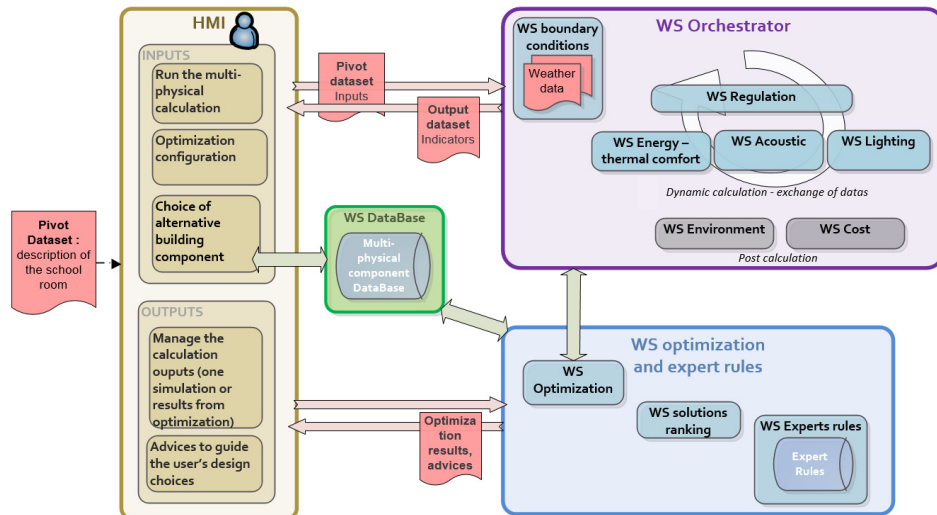 HMI
INPUTS
Run the multi-
physical
calculation
Optimization
configuration
Choice of
alternative
building
component
Pivot
Dataset :
description of
the school
room
OUTPUTS
Manage the
calculation
ouputs (one
simulation or
results from
optimization)
Advices to guide
the user's design
choices
Pivot
dataset
Inputs
Output
dataset
Indicators
WS DataBase
Multi-
physical
component
DataBase
Optimiza
tion
results,
advices
WS Orchestrator
WS boundary
conditions
Weather
data
WS Regulation
WS Energy –
thermal comfort
WS Acoustic
WS Lighting
Dynamic calculation - exchange of datas
WS Environment
WS Cost
Post calculation
WS optimization
and expert rules
WS
Optimization
WS solutions
ranking
WS Experts rules
Expert
Rules